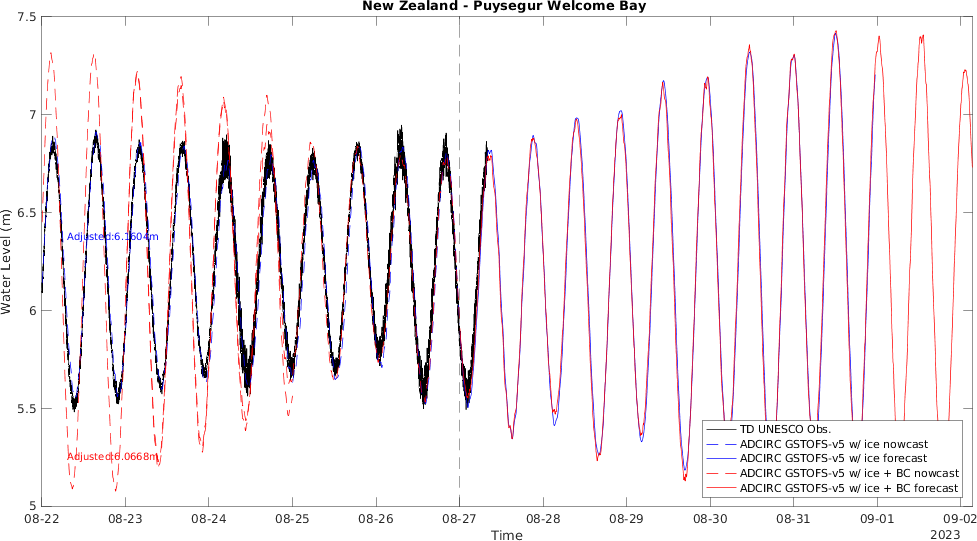 New Zealand - Puysegur Welcome Bay
7.5
7
6.5
6
5.5
5
Water Level (m)
Adjusted:6.1604m
Adjusted:6.0668m
TD UNESCO Obs.
ADCIRC GSTOFS-v5 w/ ice nowcast
ADCIRC GSTOFS-v5 w/ ice forecast
ADCIRC GSTOFS-v5 w/ ice + BC nowcast
ADCIRC GSTOFS-v5 w/ ice + BC forecast
08-22 08-23 08-24 08-25 08-26 08-27 08-28 08-29 08-30 08-31 09-01 09-02
Time
2023